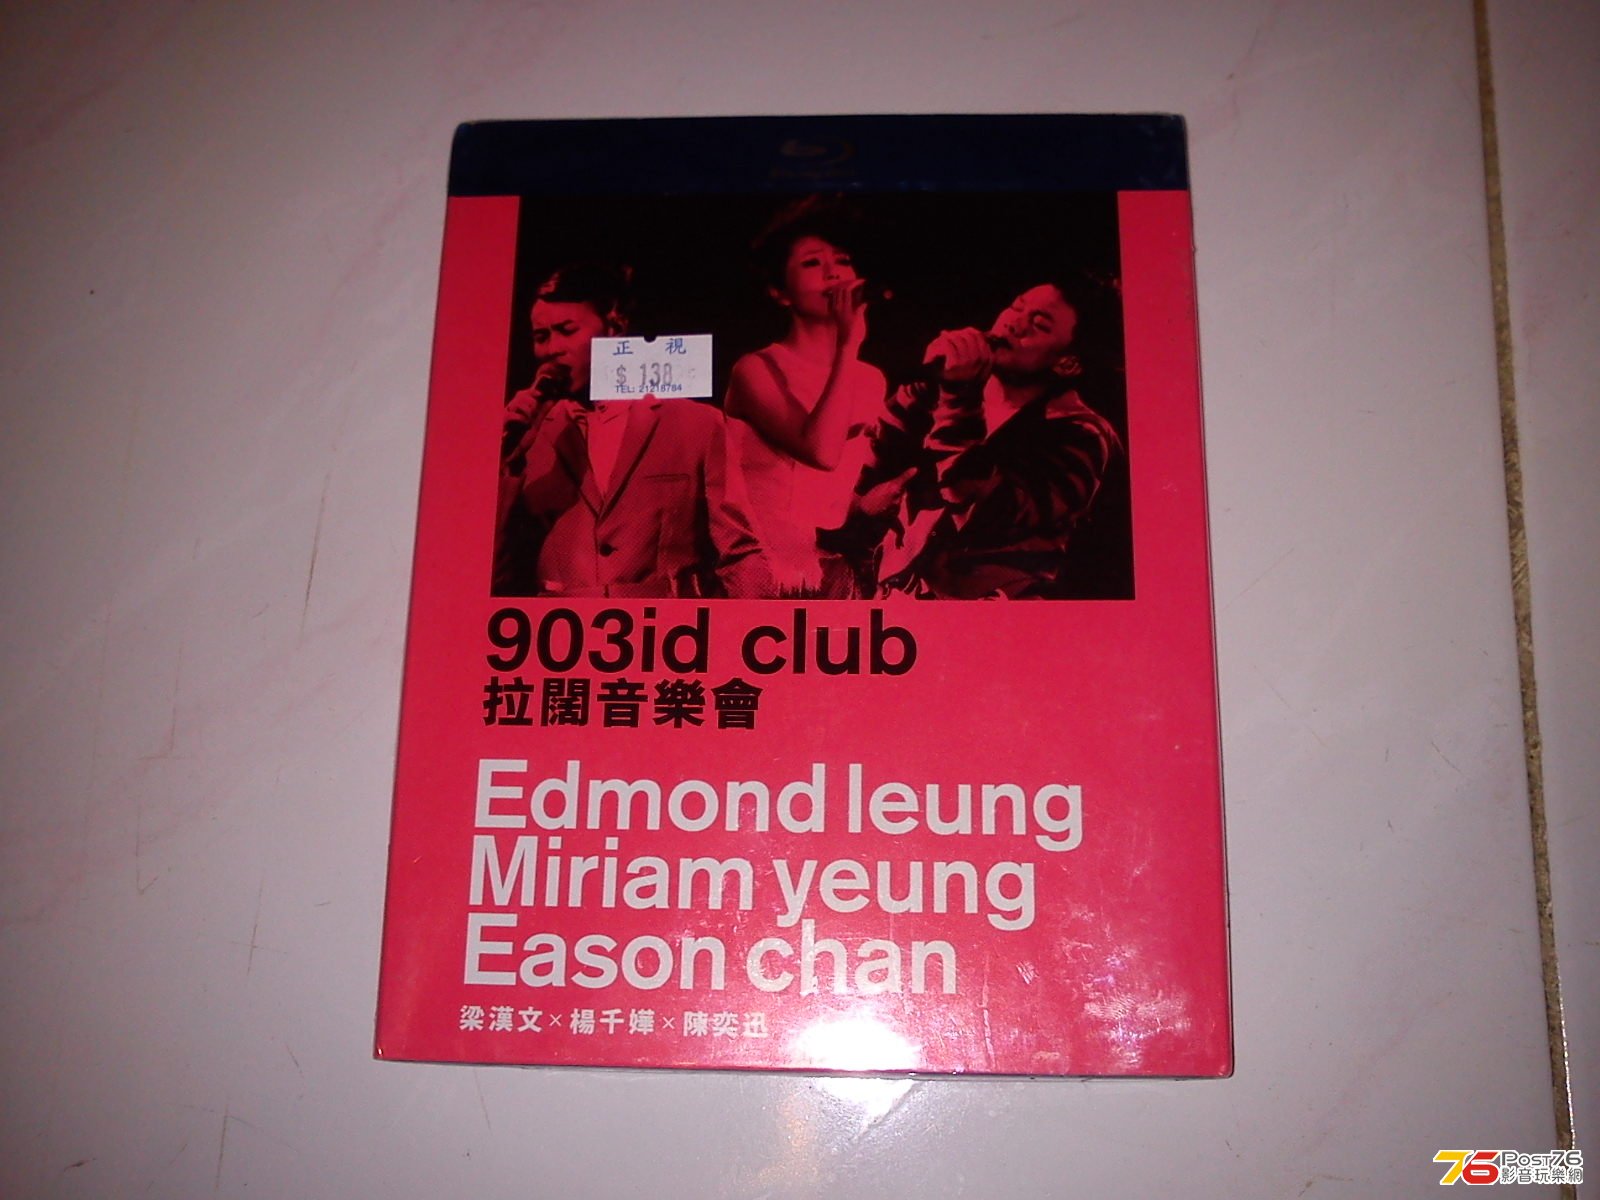 正 視
$ 138
TEL: 21218784
903id club
拉闊音樂會
Edmond leung
Miriam yeung
Eason chan
梁漢文×楊千嬅×陳奕迅
76 Post76
影音玩樂網